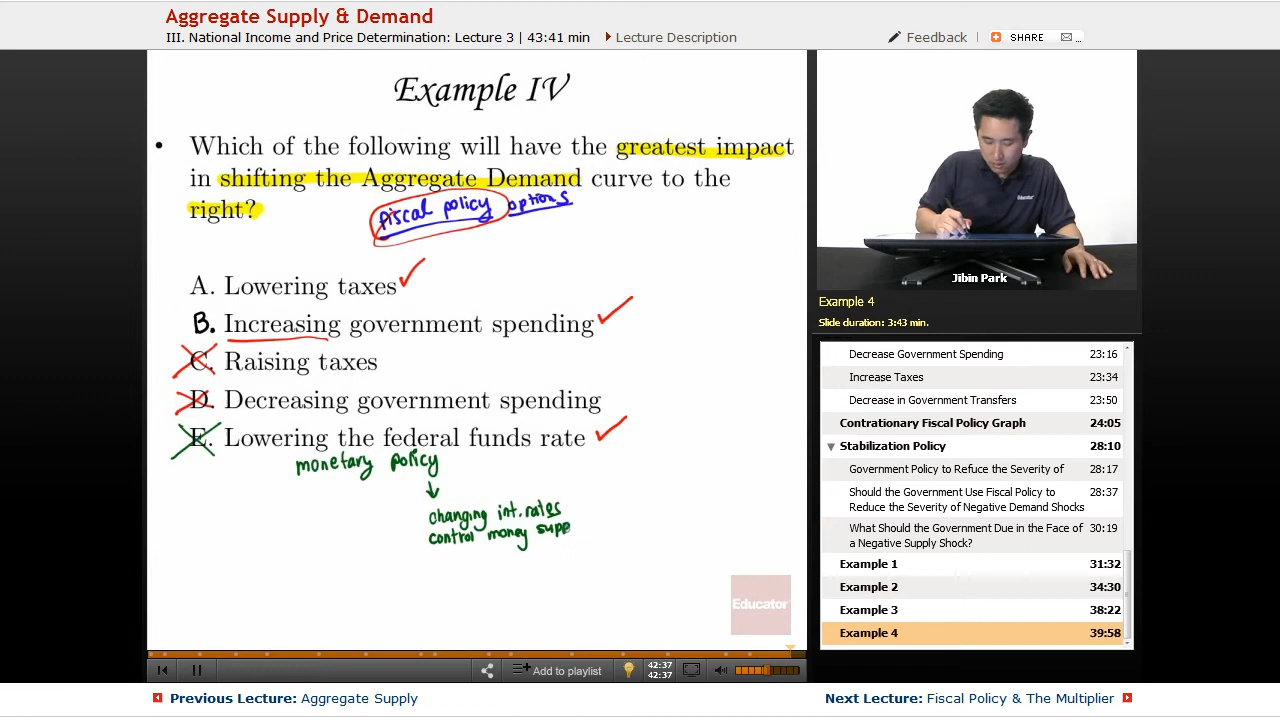 Aggregate Supply & Demand
III. National Income and Price Determination: Lecture 3 | 43:41 min
Lecture Description
Feedback
SHARE
Example IV
• Which of the following will have the greatest impact
in shifting the Aggregate Demand curve to the
right?
fiscal policy options
A. Lowering taxes
B. Increasing government spending
C. Raising taxes
D. Decreasing government spending
E. Lowering the federal funds rate
monetary policy
changing int. rates
control money supp
Educator
Educator
Jibin Park
Example 4
Slide duration: 3:43 min.
Decrease Government Spending 23:16
Increase Taxes 23:34
Decrease in Government Transfers 23:50
Contrationary Fiscal Policy Graph 24:05
Stabilization Policy 28:10
Government Policy to Refuce the Severity of 28:17
Should the Government Use Fiscal Policy to 28:37
Reduce the Severity of Negative Demand Shocks
What Should the Government Due in the Face of 30:19
a Negative Supply Shock?
Example 1 31:32
Example 2 34:30
Example 3 38:22
Example 4 39:58
Add to playlist
42:37
42:37
Previous Lecture: Aggregate Supply
Next Lecture: Fiscal Policy & The Multiplier